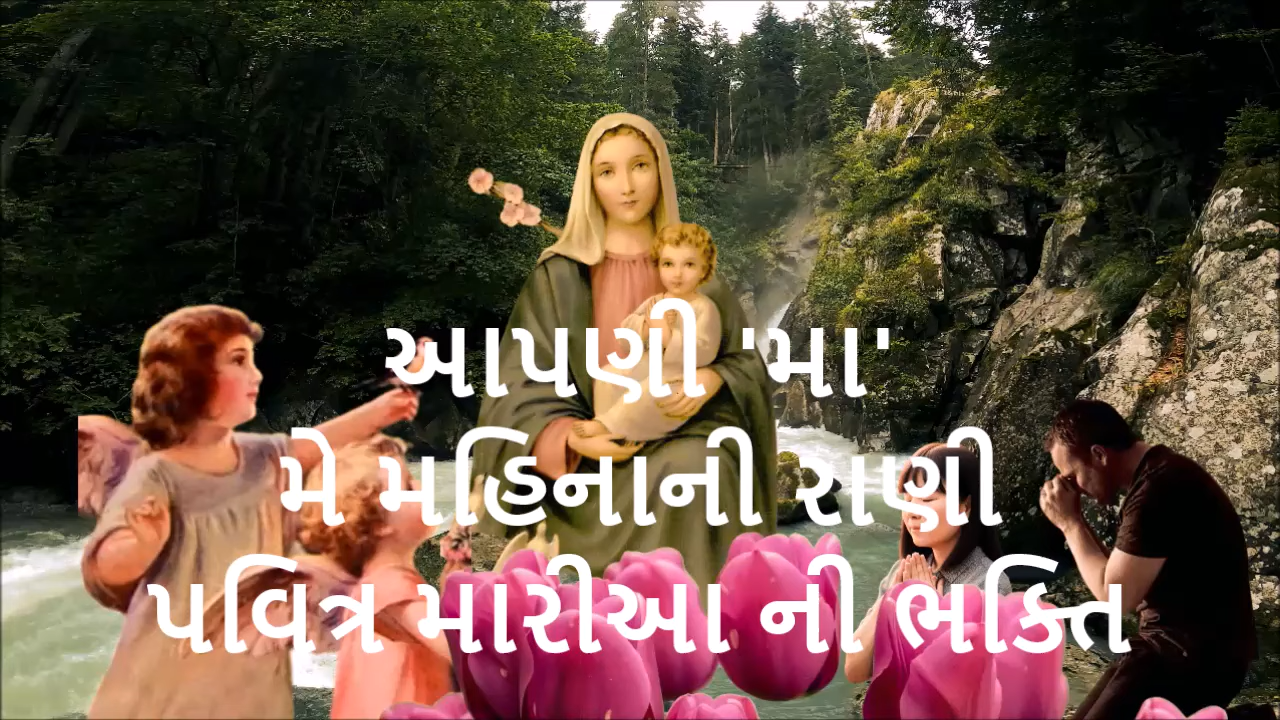 આપણી 'મા'
મે મહિનાની રાણી
પવિત્ર મારીઆ ની ભક્તિ